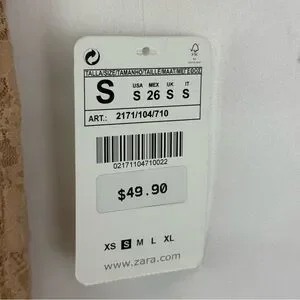 TALLA/SIZE/TAMANHO/TAILLE/MAAT/MET
S
USA MEX UK IT
S 26 S S
ART.: 2171/104/710
02171104710022
$49.90
XS S M L XL
www.zara.com